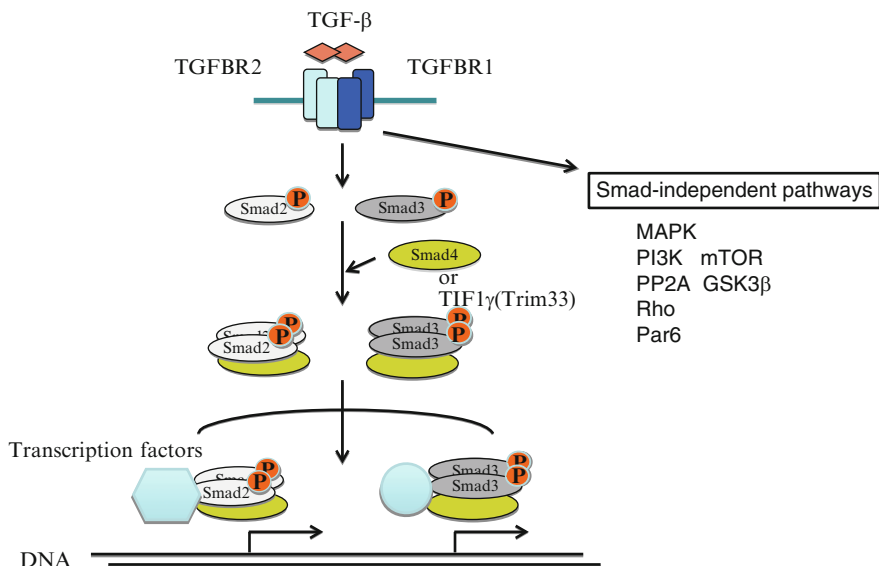 TGF-β
TGFBR2
TGFBR1
P
Smad2
P
Smad3
Smad-independent pathways
MAPK
PI3K mTOR
PP2A GSK3β
Rho
Par6
Smad4
or
TIF1γ(Trim33)
P
P
Smad2
P
Smad3
P
Smad3
Transcription factors
P
P
Smad2
P
Smad3
P
Smad3
DNA